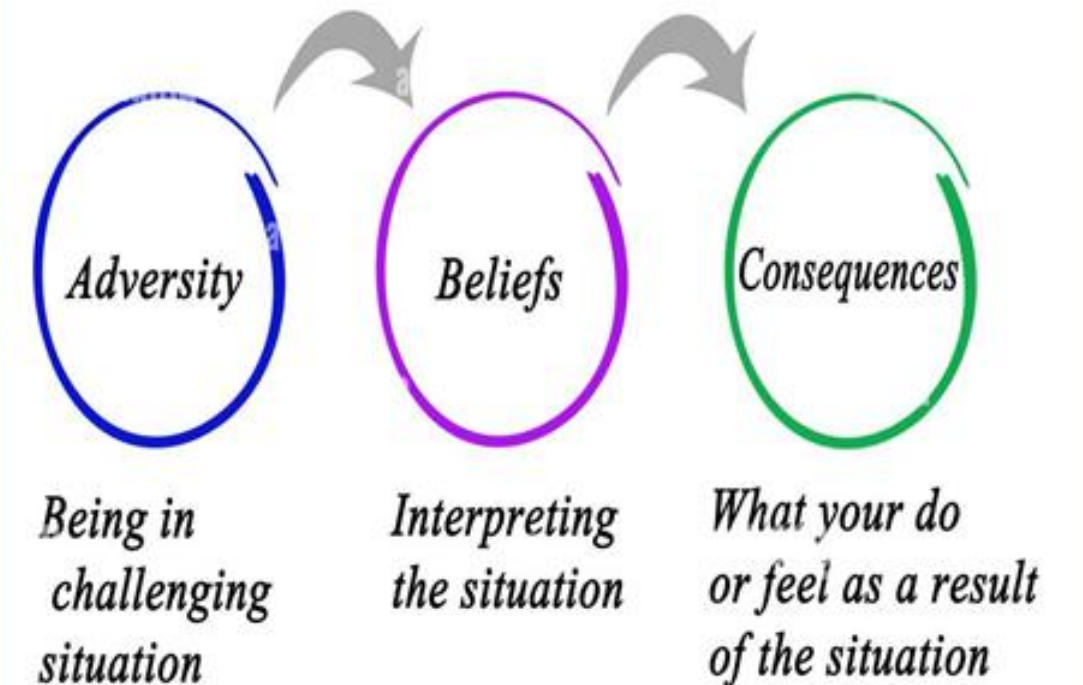 Adversity
Beliefs
Consequences
Being in
challenging
situation
Interpreting
the situation
What your do
or feel as a result
of the situation